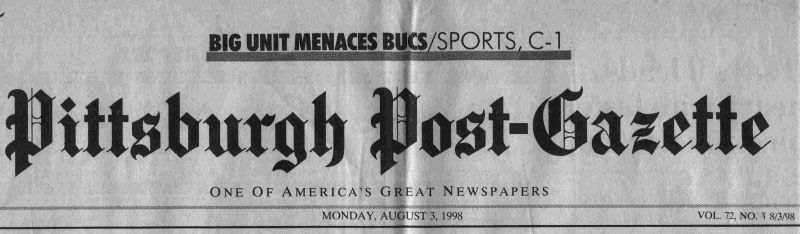 BIG UNIT MENACES BUCS/SPORTS, C-1
Pittsburgh Post-Gazette
ONE OF AMERICA'S GREAT NEWSPAPERS
MONDAY, AUGUST 3, 1998 VOL. 72, NO. 3 8/3/98